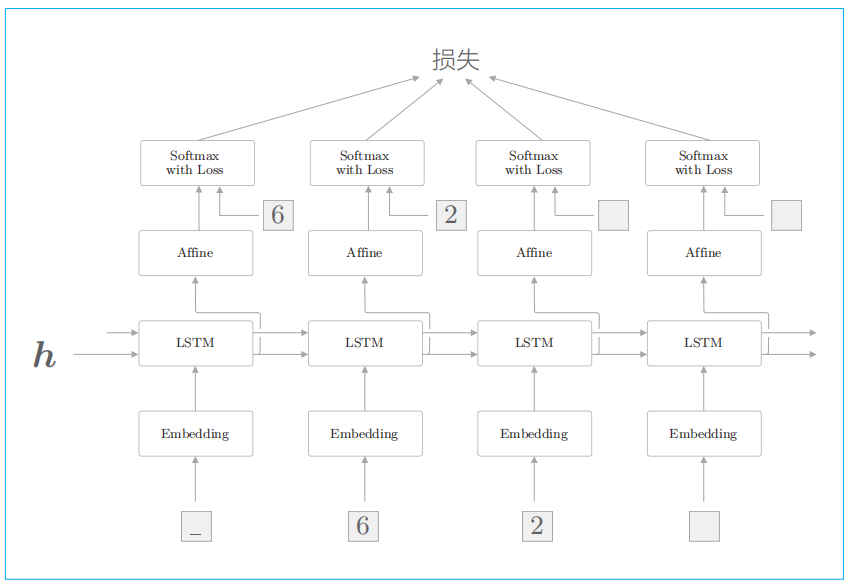 损失
Softmax
with Loss
Softmax
with Loss
Softmax
with Loss
Softmax
with Loss
6
2
Affine
Affine
Affine
Affine
h
LSTM
LSTM
LSTM
LSTM
Embedding
Embedding
Embedding
Embedding
_
6
2